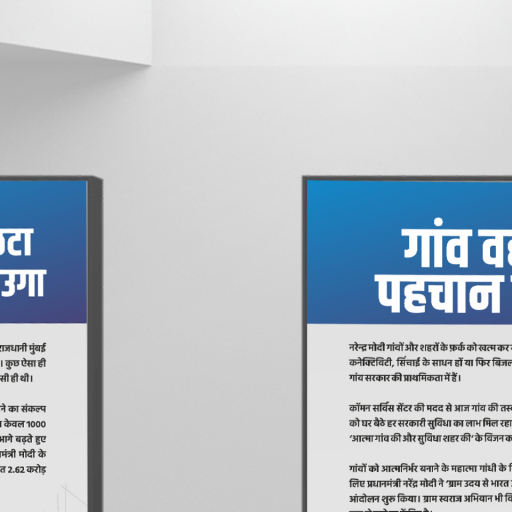 टा
उगा
राजधानी मुंबई
। कुछ ऐसा ही
सी ही थी।
ने का संकल्प
केवल 1000
आगे बढ़ते हुए
मंत्री मोदी के
त 2.62 करोड़
गांव व
पहचान
नरेन्द्र मोदी गांवों और शहरों के फ़र्क को खत्म कर
कनेक्टिविटी, सिंचाई के साधन हों या फिर बिजल
गांव सरकार की प्राथमिकता में हैं।
कॉमन सर्विस सेंटर की मदद से आज गांव की तस
को घर बैठे हर सरकारी सुविधा का लाभ मिल रहा
'आत्मा गांव की और सुविधा शहर की' के विजन क
गांवों को आत्मनिर्भर बनाने के महात्मा गांधी के
लिए प्रधानमंत्री नरेंद्र मोदी ने 'ग्राम उदय से भारत
आंदोलन शुरू किया। ग्राम स्वराज अभियान भी